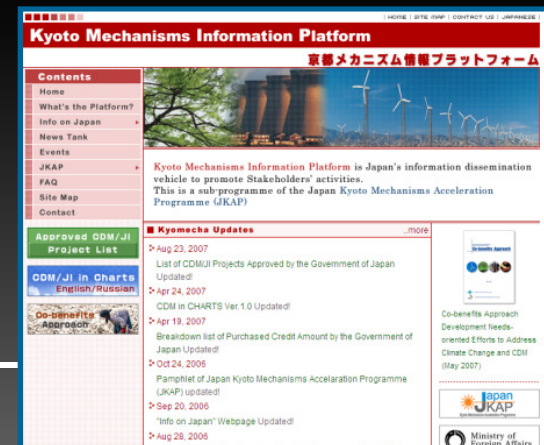 | HOME | SITE MAP | CONTACT US | JAPANESE |
Kyoto Mechanisms Information Platform
京都メカニズム情報プラットフォーム
Contents
Home
What's the Platform?
Info on Japan
News Tank
Events
JKAP
FAQ
Site Map
Contact
Approved CDM/JI
Project List
CDM/JI in Charts
English/Russian
Co-benefits
Approach
Kyoto Mechanisms Information Platform is Japan's information dissemination
vehicle to promote Stakeholders' activities.
This is a sub-programme of the Japan Kyoto Mechanisms Acceleration
Programme (JKAP)
Kyomecha Updates
..more
Aug 23, 2007
List of CDM/JI Projects Approved by the Government of Japan
Updated!
Apr 24, 2007
CDM in CHARTS Ver.1.0 Updated!
Apr 19, 2007
Breakdown list of Purchased Credit Amount by the Government of
Japan Updated!
Oct 24, 2006
Pamphlet of Japan Kyoto Mechanisms Accelaration Programme
(JKAP) updated!
Sep 20, 2006
"Info on Japan" Webpage Updated!
Aug 28, 2006
Co-benefits Approach
Co-benefits Approach
Development Needs-
oriented Efforts to Address
Climate Change and CDM
(May 2007)
Japan
KAP
Ministry of
Foreign Affairs